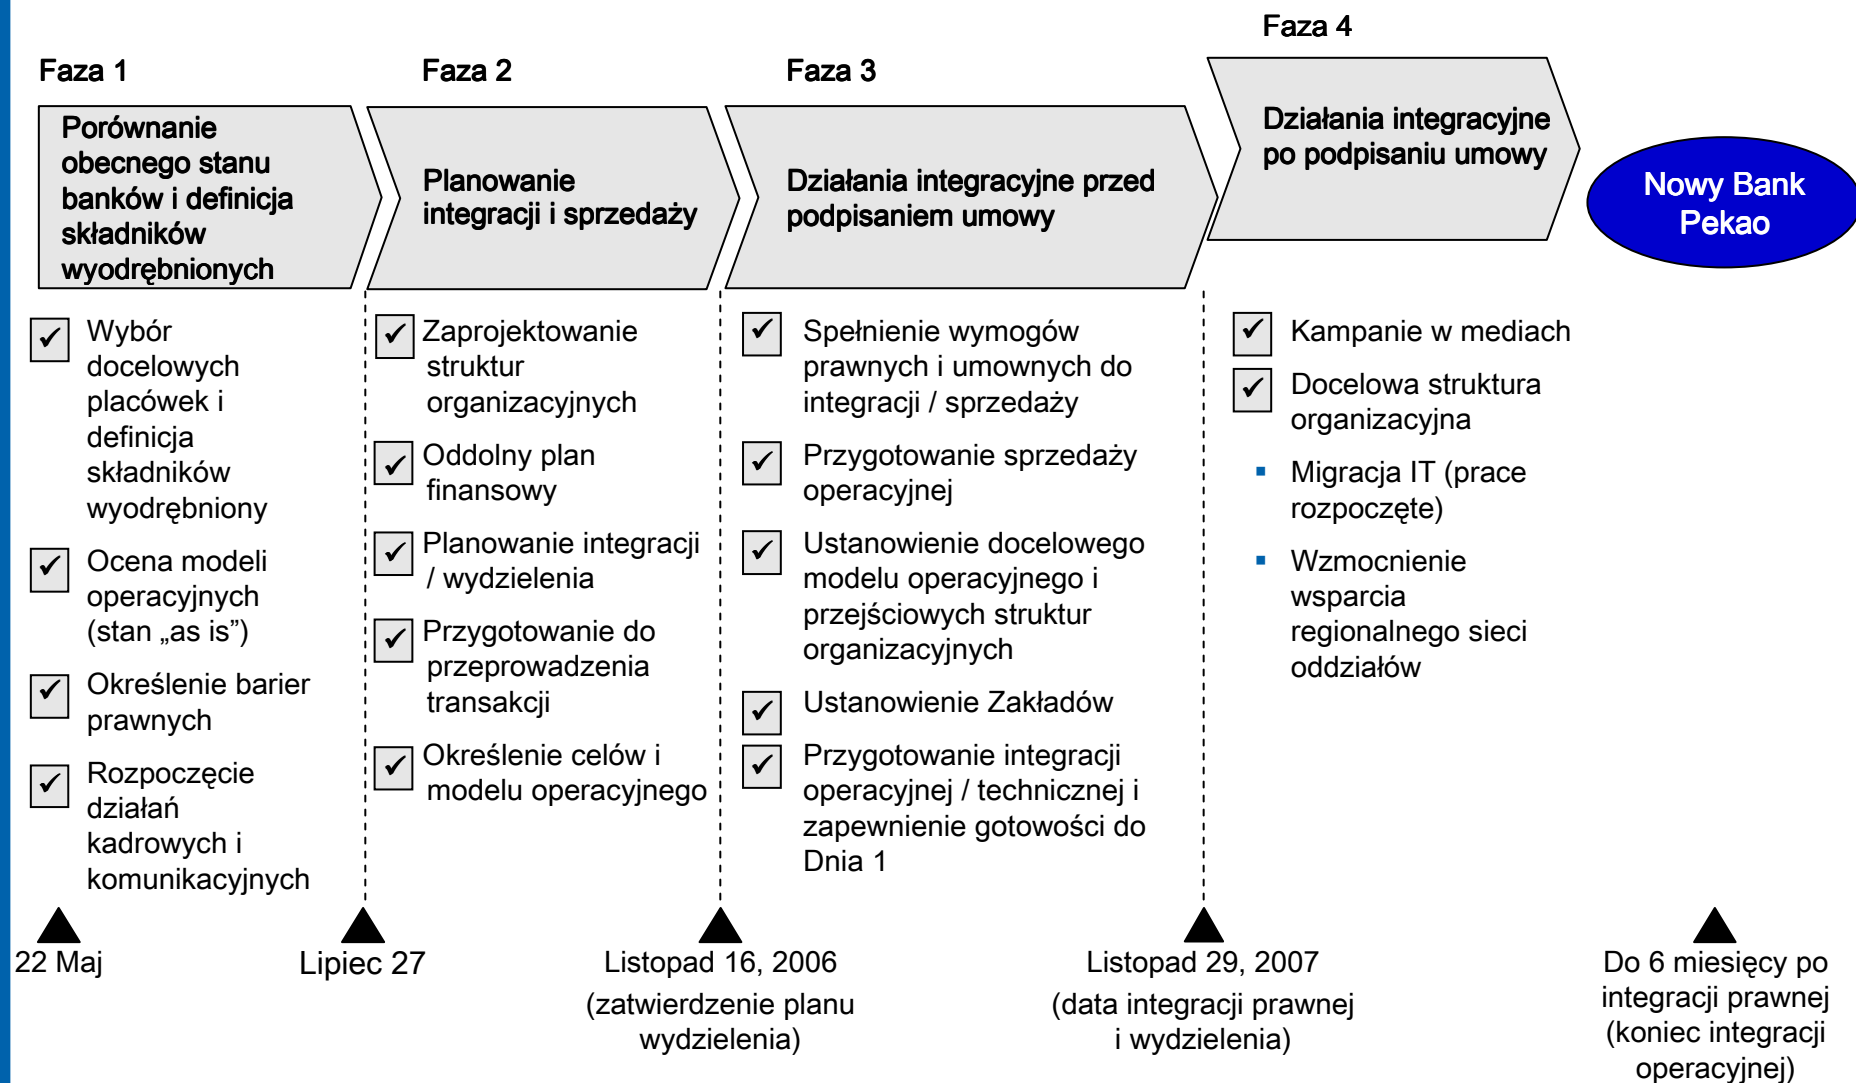 Faza 1
Porównanie
obecnego stanu
banków i definicja
składników
wyodrębnionych
Wybór
docelowych
placówek i
definicja
składników
wyodrębniony
Ocena modeli
operacyjnych
(stan „as is”)
Określenie barier
prawnych
Rozpoczęcie
działań
kadrowych i
komunikacyjnych
Faza 2
Planowanie
integracji i sprzedaży
Zaprojektowanie
struktur
organizacyjnych
Oddolny plan
finansowy
Planowanie integracji
/ wydzielenia
Przygotowanie do
przeprowadzenia
transakcji
Określenie celów i
modelu operacyjnego
Faza 3
Działania integracyjne przed
podpisaniem umowy
Spełnienie wymogów
prawnych i umownych do
integracji / sprzedaży
Przygotowanie sprzedaży
operacyjnej
Ustanowienie docelowego
modelu operacyjnego i
przejściowych struktur
organizacyjnych
Ustanowienie Zakładów
Przygotowanie integracji
operacyjnej / technicznej i
zapewnienie gotowości do
Dnia 1
Faza 4
Działania integracyjne
po podpisaniu umowy
Kampanie w mediach
Docelowa struktura
organizacyjna
Migracja IT (prace
rozpoczęte)
Wzmocnienie
wsparcia
regionalnego sieci
oddziałów
Nowy Bank
Pekao
22 Maj
Lipiec 27
Listopad 16, 2006
(zatwierdzenie planu
wydzielenia)
Listopad 29, 2007
(data integracji prawnej
i wydzielenia)
Do 6 miesięcy po
integracji prawnej
(koniec integracji
operacyjnej)